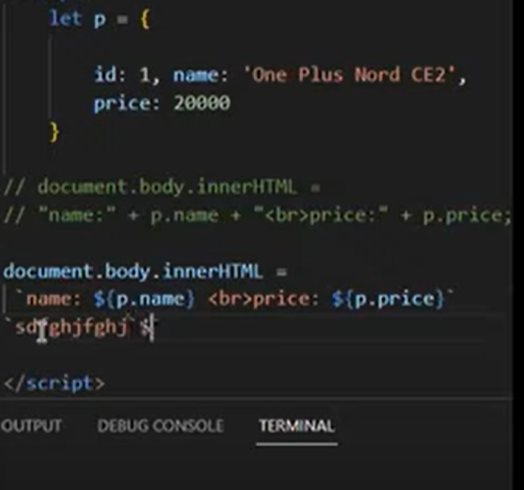 let p = {
id: 1, name: 'One Plus Nord CE2',
price: 20000
}
// document.body.innerHTML =
// "name:" + p.name + "<br>price:" + p.price;
document.body.innerHTML =
`name: ${p.name} <br>price: ${p.price}`
$
</script>
OUTPUT DEBUG CONSOLE TERMINAL